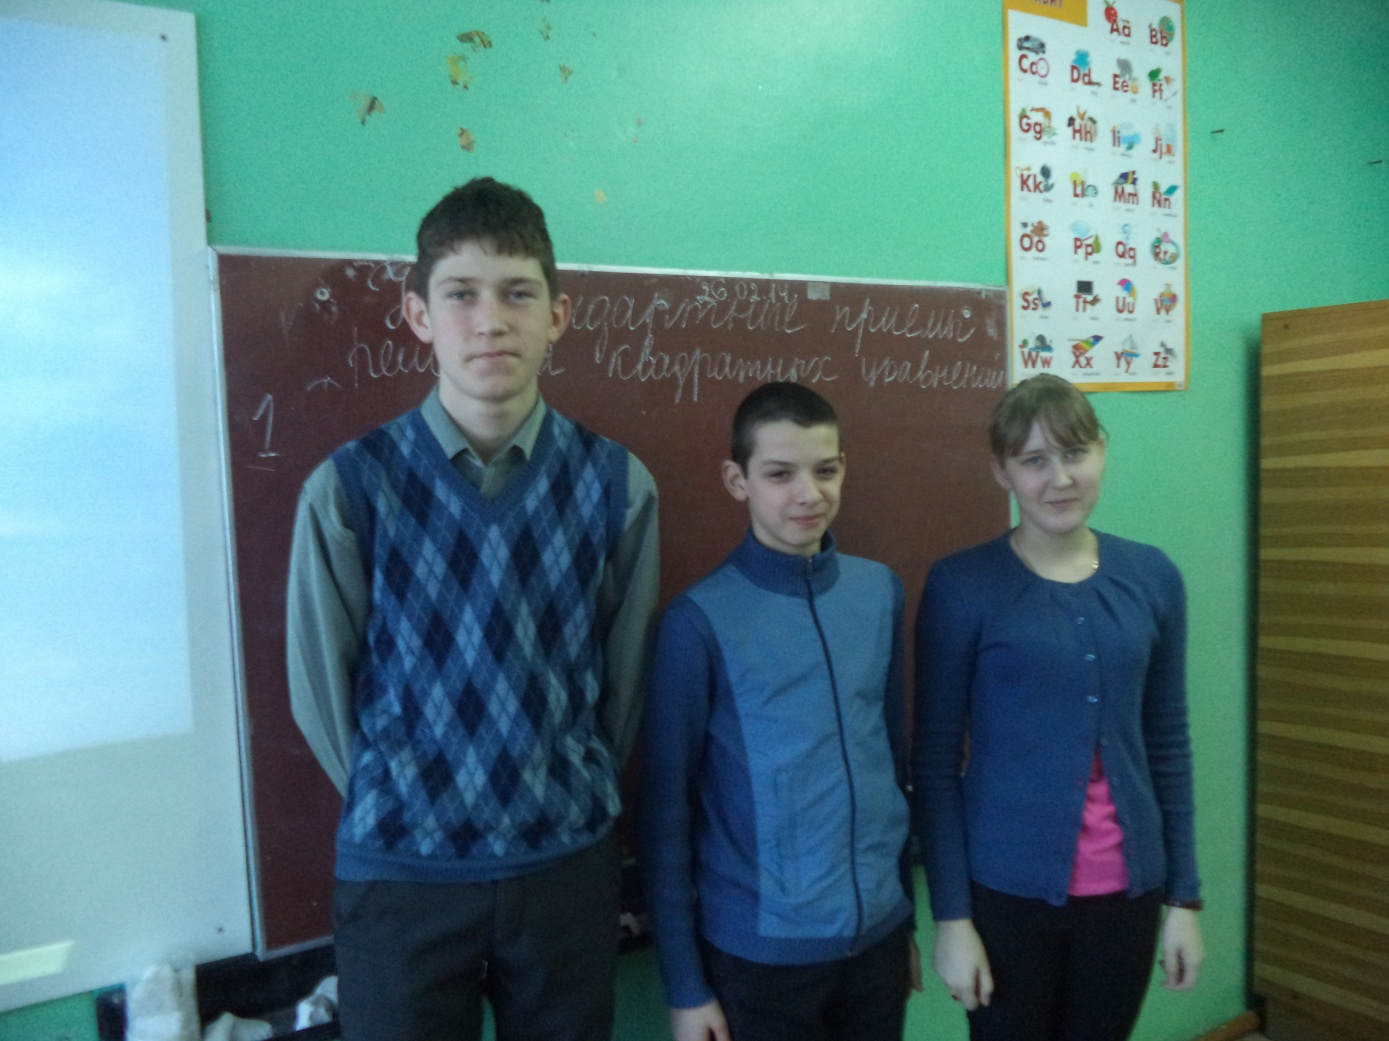 26.02.14
приемы
квадратных уравнений
1
Aa Bb
Cc Dd Ee Ff
Gg Hh Ii Jj
Kk Ll Mm Nn
Oo Pp Qq Rr
Ss Tt Uu Vv
Ww Xx Yy Zz